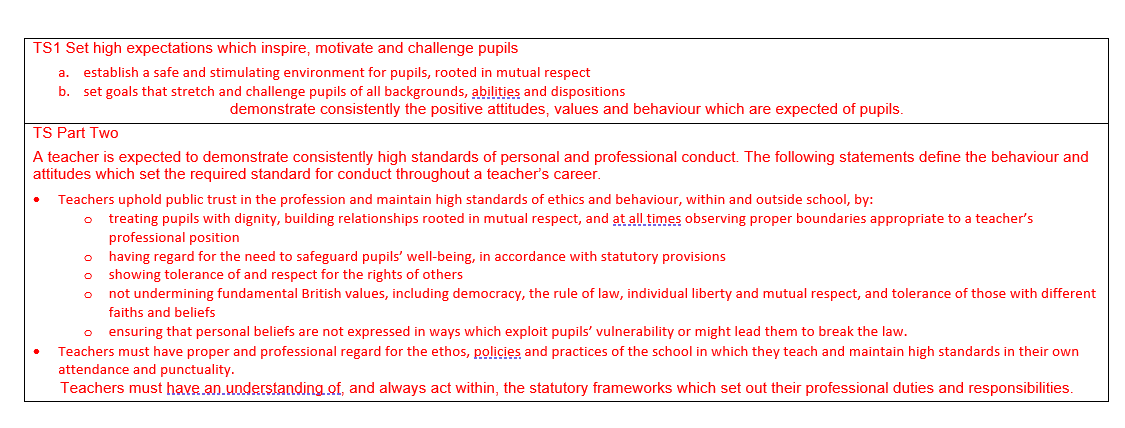 TS1 Set high expectations which inspire, motivate and challenge pupils
a. establish a safe and stimulating environment for pupils, rooted in mutual respect
b. set goals that stretch and challenge pupils of all backgrounds, abilities and dispositions
demonstrate consistently the positive attitudes, values and behaviour which are expected of pupils.
TS Part Two
A teacher is expected to demonstrate consistently high standards of personal and professional conduct. The following statements define the behaviour and
attitudes which set the required standard for conduct throughout a teacher's career.
• Teachers uphold public trust in the profession and maintain high standards of ethics and behaviour, within and outside school, by:
o treating pupils with dignity, building relationships rooted in mutual respect, and at all times observing proper boundaries appropriate to a teacher's
professional position
o having regard for the need to safeguard pupils' well-being, in accordance with statutory provisions
o showing tolerance of and respect for the rights of others
o not undermining fundamental British values, including democracy, the rule of law, individual liberty and mutual respect, and tolerance of those with different
faiths and beliefs
o ensuring that personal beliefs are not expressed in ways which exploit pupils' vulnerability or might lead them to break the law.
• Teachers must have proper and professional regard for the ethos, policies and practices of the school in which they teach and maintain high standards in their own
attendance and punctuality.
Teachers must have an understanding of, and always act within, the statutory frameworks which set out their professional duties and responsibilities.